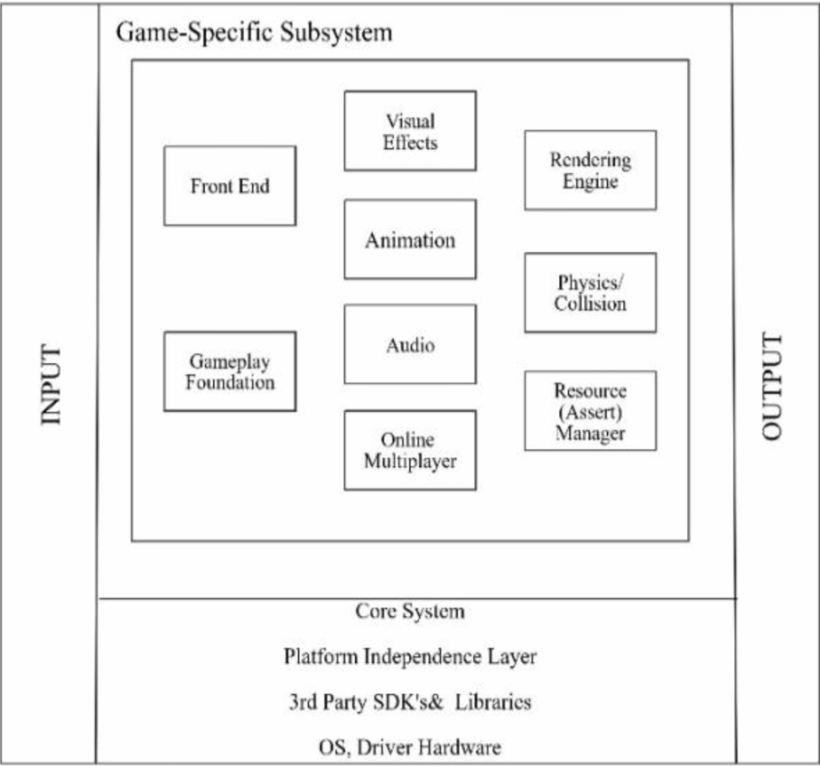 Game-Specific Subsystem
Visual
Effects
Front End
Rendering
Engine
Animation
Physics/
Collision
Audio
Gameplay
Foundation
Resource
(Assert)
Manager
Online
Multiplayer
INPUT
OUTPUT
Core System
Platform Independence Layer
3rd Party SDK's& Libraries
OS, Driver Hardware